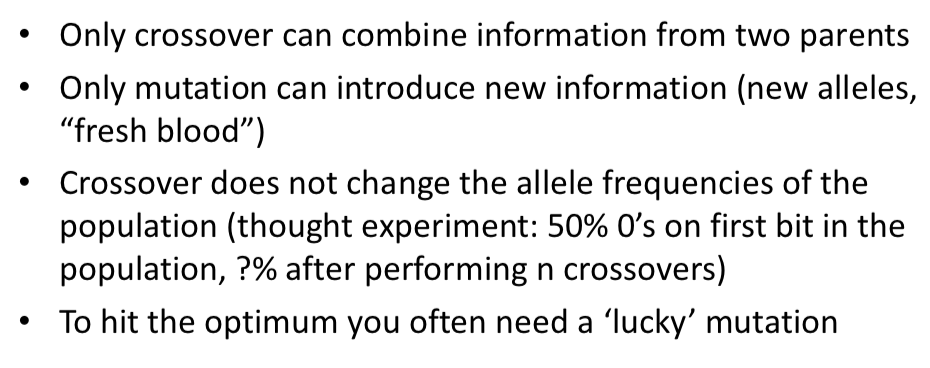 • Only crossover can combine information from two parents
• Only mutation can introduce new information (new alleles,
“fresh blood”)
• Crossover does not change the allele frequencies of the
population (thought experiment: 50% 0’s on first bit in the
population, ?% after performing n crossovers)
• To hit the optimum you often need a ‘lucky’ mutation